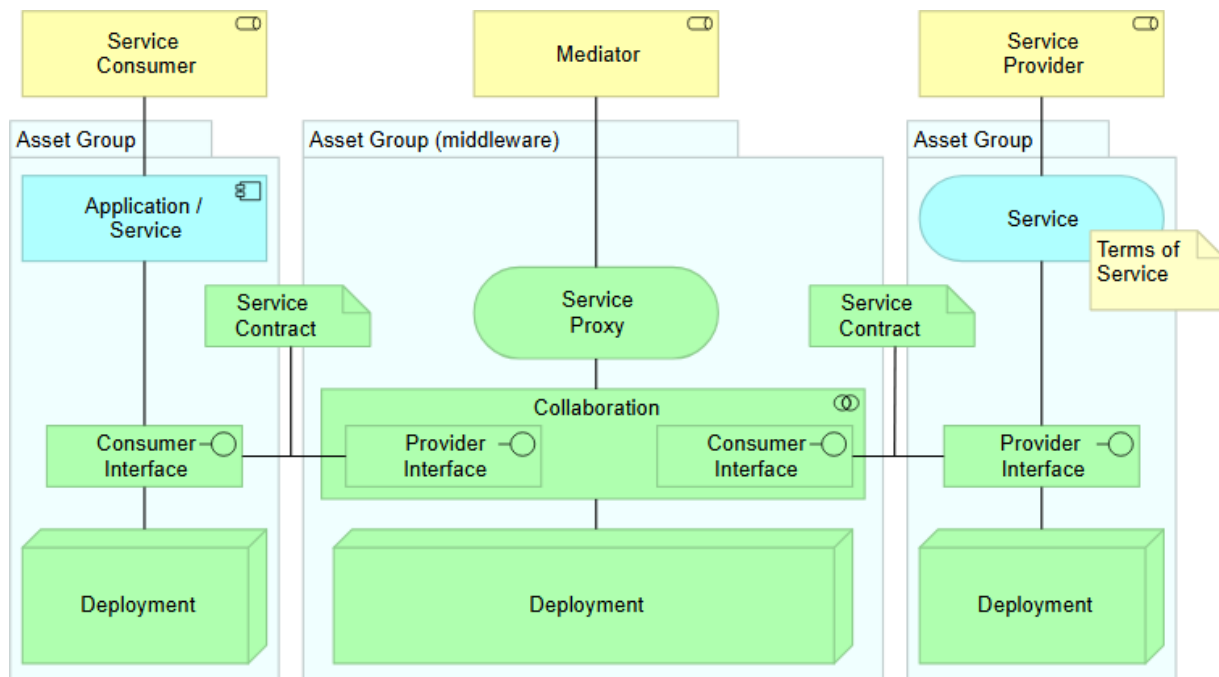 Service
Consumer
Mediator
Service
Provider
Asset Group
Asset Group (middleware)
Asset Group
Application /
Service
Service
Terms of
Service
Service
Contract
Service
Proxy
Service
Contract
Collaboration
Consumer
Interface
Provider
Interface
Consumer
Interface
Provider
Interface
Deployment
Deployment
Deployment